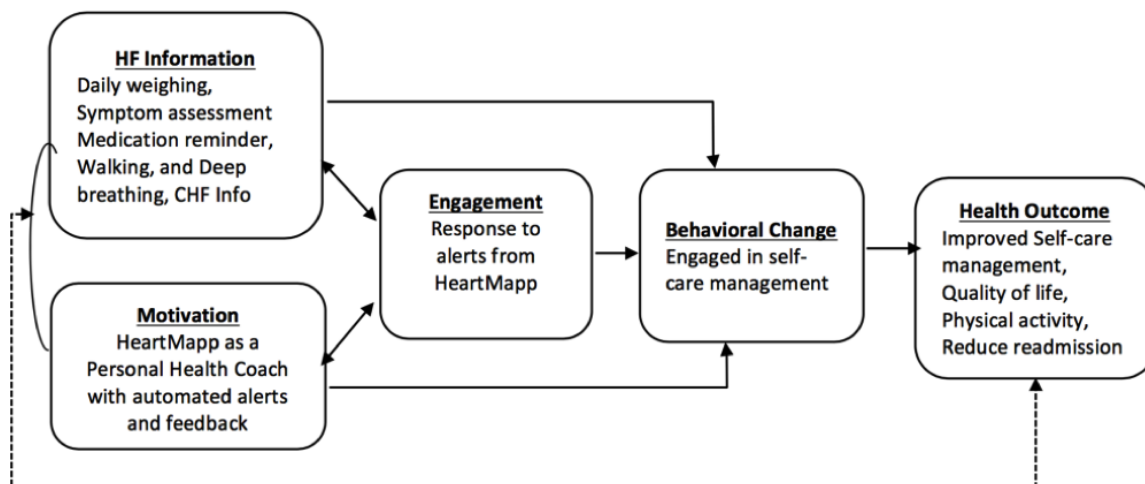 HF Information
Daily weighing,
Symptom assessment
Medication reminder,
Walking, and Deep
breathing, CHF Info
Motivation
HeartMapp as a
Personal Health Coach
with automated alerts
and feedback
Engagement
Response to
alerts from
HeartMapp
Behavioral Change
Engaged in self-
care management
Health Outcome
Improved Self-care
management,
Quality of life,
Physical activity,
Reduce readmission